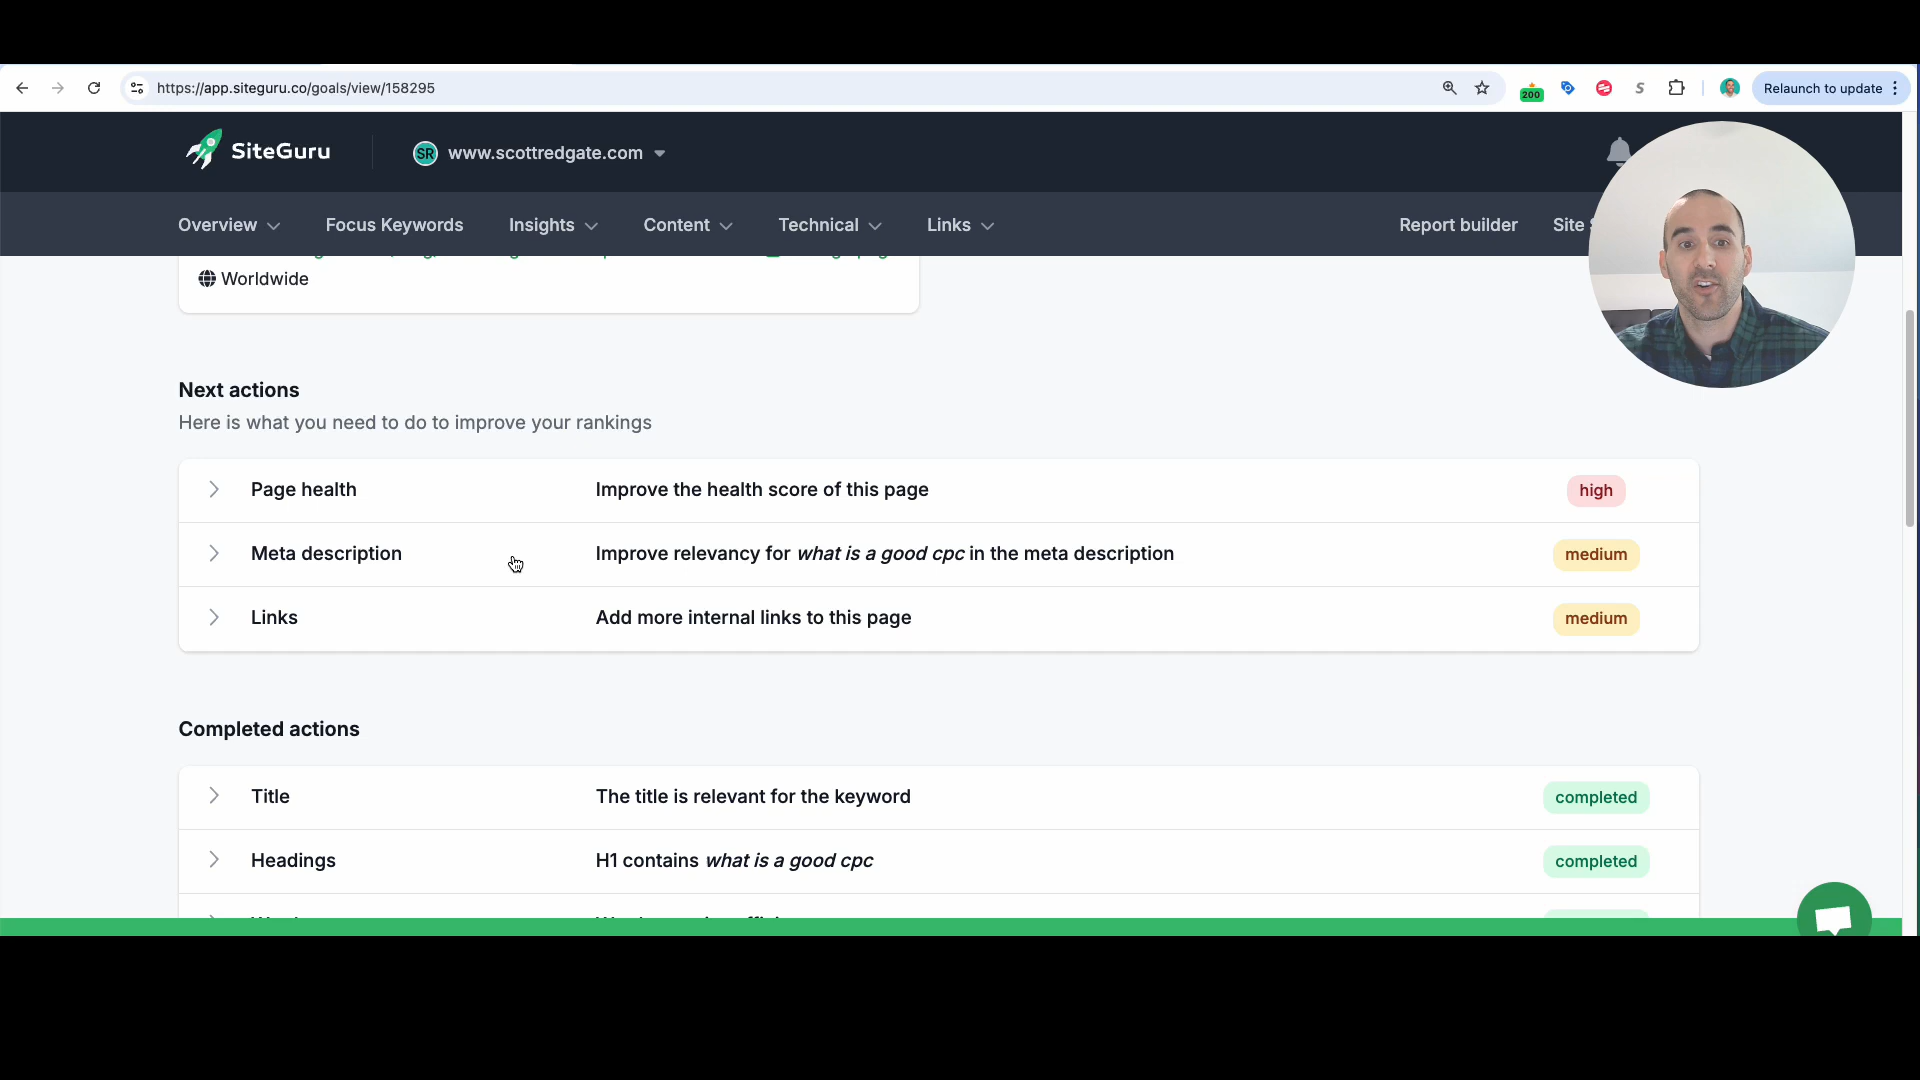 https://app.siteguru.co/goals/view/158295
200
S
Relaunch to update
SiteGuru
SR www.scottredgate.com
Overview
Focus Keywords
Insights
Content
Technical
Links
Report builder
Site
Worldwide
Next actions
Here is what you need to do to improve your rankings
Page health Improve the health score of this page high
Meta description Improve relevancy for what is a good cpc in the meta description medium
Links Add more internal links to this page medium
Completed actions
Title The title is relevant for the keyword completed
Headings H1 contains what is a good cpc completed